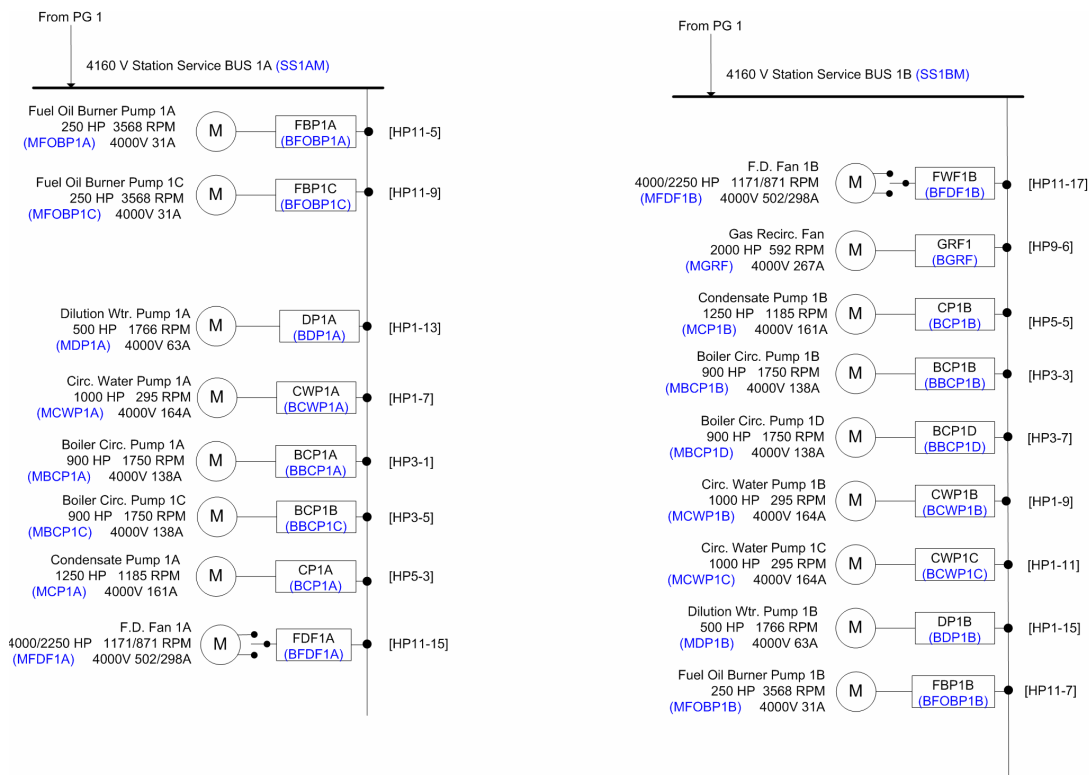 From PG 1
4160 V Station Service BUS 1A (SS1AM)
Fuel Oil Burner Pump 1A
250 HP 3568 RPM
(MFOBP1A) 4000V 31A
M
FBP1A
(BFOBP1A)
[HP11-5]
Fuel Oil Burner Pump 1C
250 HP 3568 RPM
(MFOBP1C) 4000V 31A
M
FBP1C
(BFOBP1C)
[HP11-9]
Dilution Wtr. Pump 1A
500 HP 1766 RPM
(MDP1A) 4000V 63A
M
DP1A
(BDP1A)
[HP1-13]
Circ. Water Pump 1A
1000 HP 295 RPM
(MCWP1A) 4000V 164A
M
CWP1A
(BCWP1A)
[HP1-7]
Boiler Circ. Pump 1A
900 HP 1750 RPM
(MBCP1A) 4000V 138A
M
BCP1A
(BBCP1A)
[HP3-1]
Boiler Circ. Pump 1C
900 HP 1750 RPM
(MBCP1C) 4000V 138A
M
BCP1B
(BBCP1C)
[HP3-5]
Condensate Pump 1A
1250 HP 1185 RPM
(MCP1A) 4000V 161A
M
CP1A
(BCP1A)
[HP5-3]
F.D. Fan 1A
4000/2250 HP 1171/871 RPM
(MFDF1A) 4000V 502/298A
M
FDF1A
(BFDF1A)
[HP11-15]
From PG 1
4160 V Station Service BUS 1B (SS1BM)
F.D. Fan 1B
4000/2250 HP 1171/871 RPM
(MFDF1B) 4000V 502/298A
M
FWF1B
(BFDF1B)
[HP11-17]
Gas Recirc. Fan
2000 HP 592 RPM
(MGRF) 4000V 267A
M
GRF1
(BGRF)
[HP9-6]
Condensate Pump 1B
1250 HP 1185 RPM
(MCP1B) 4000V 161A
M
CP1B
(BCP1B)
[HP5-5]
Boiler Circ. Pump 1B
900 HP 1750 RPM
(MBCP1B) 4000V 138A
M
BCP1B
(BBCP1B)
[HP3-3]
Boiler Circ. Pump 1D
900 HP 1750 RPM
(MBCP1D) 4000V 138A
M
BCP1D
(BBCP1D)
[HP3-7]
Circ. Water Pump 1B
1000 HP 295 RPM
(MCWP1B) 4000V 164A
M
CWP1B
(BCWP1B)
[HP1-9]
Circ. Water Pump 1C
1000 HP 295 RPM
(MCWP1C) 4000V 164A
M
CWP1C
(BCWP1C)
[HP1-11]
Dilution Wtr. Pump 1B
500 HP 1766 RPM
(MDP1B) 4000V 63A
M
DP1B
(BDP1B)
[HP1-15]
Fuel Oil Burner Pump 1B
250 HP 3568 RPM
(MFOBP1B) 4000V 31A
M
FBP1B
(BFOBP1B)
[HP11-7]